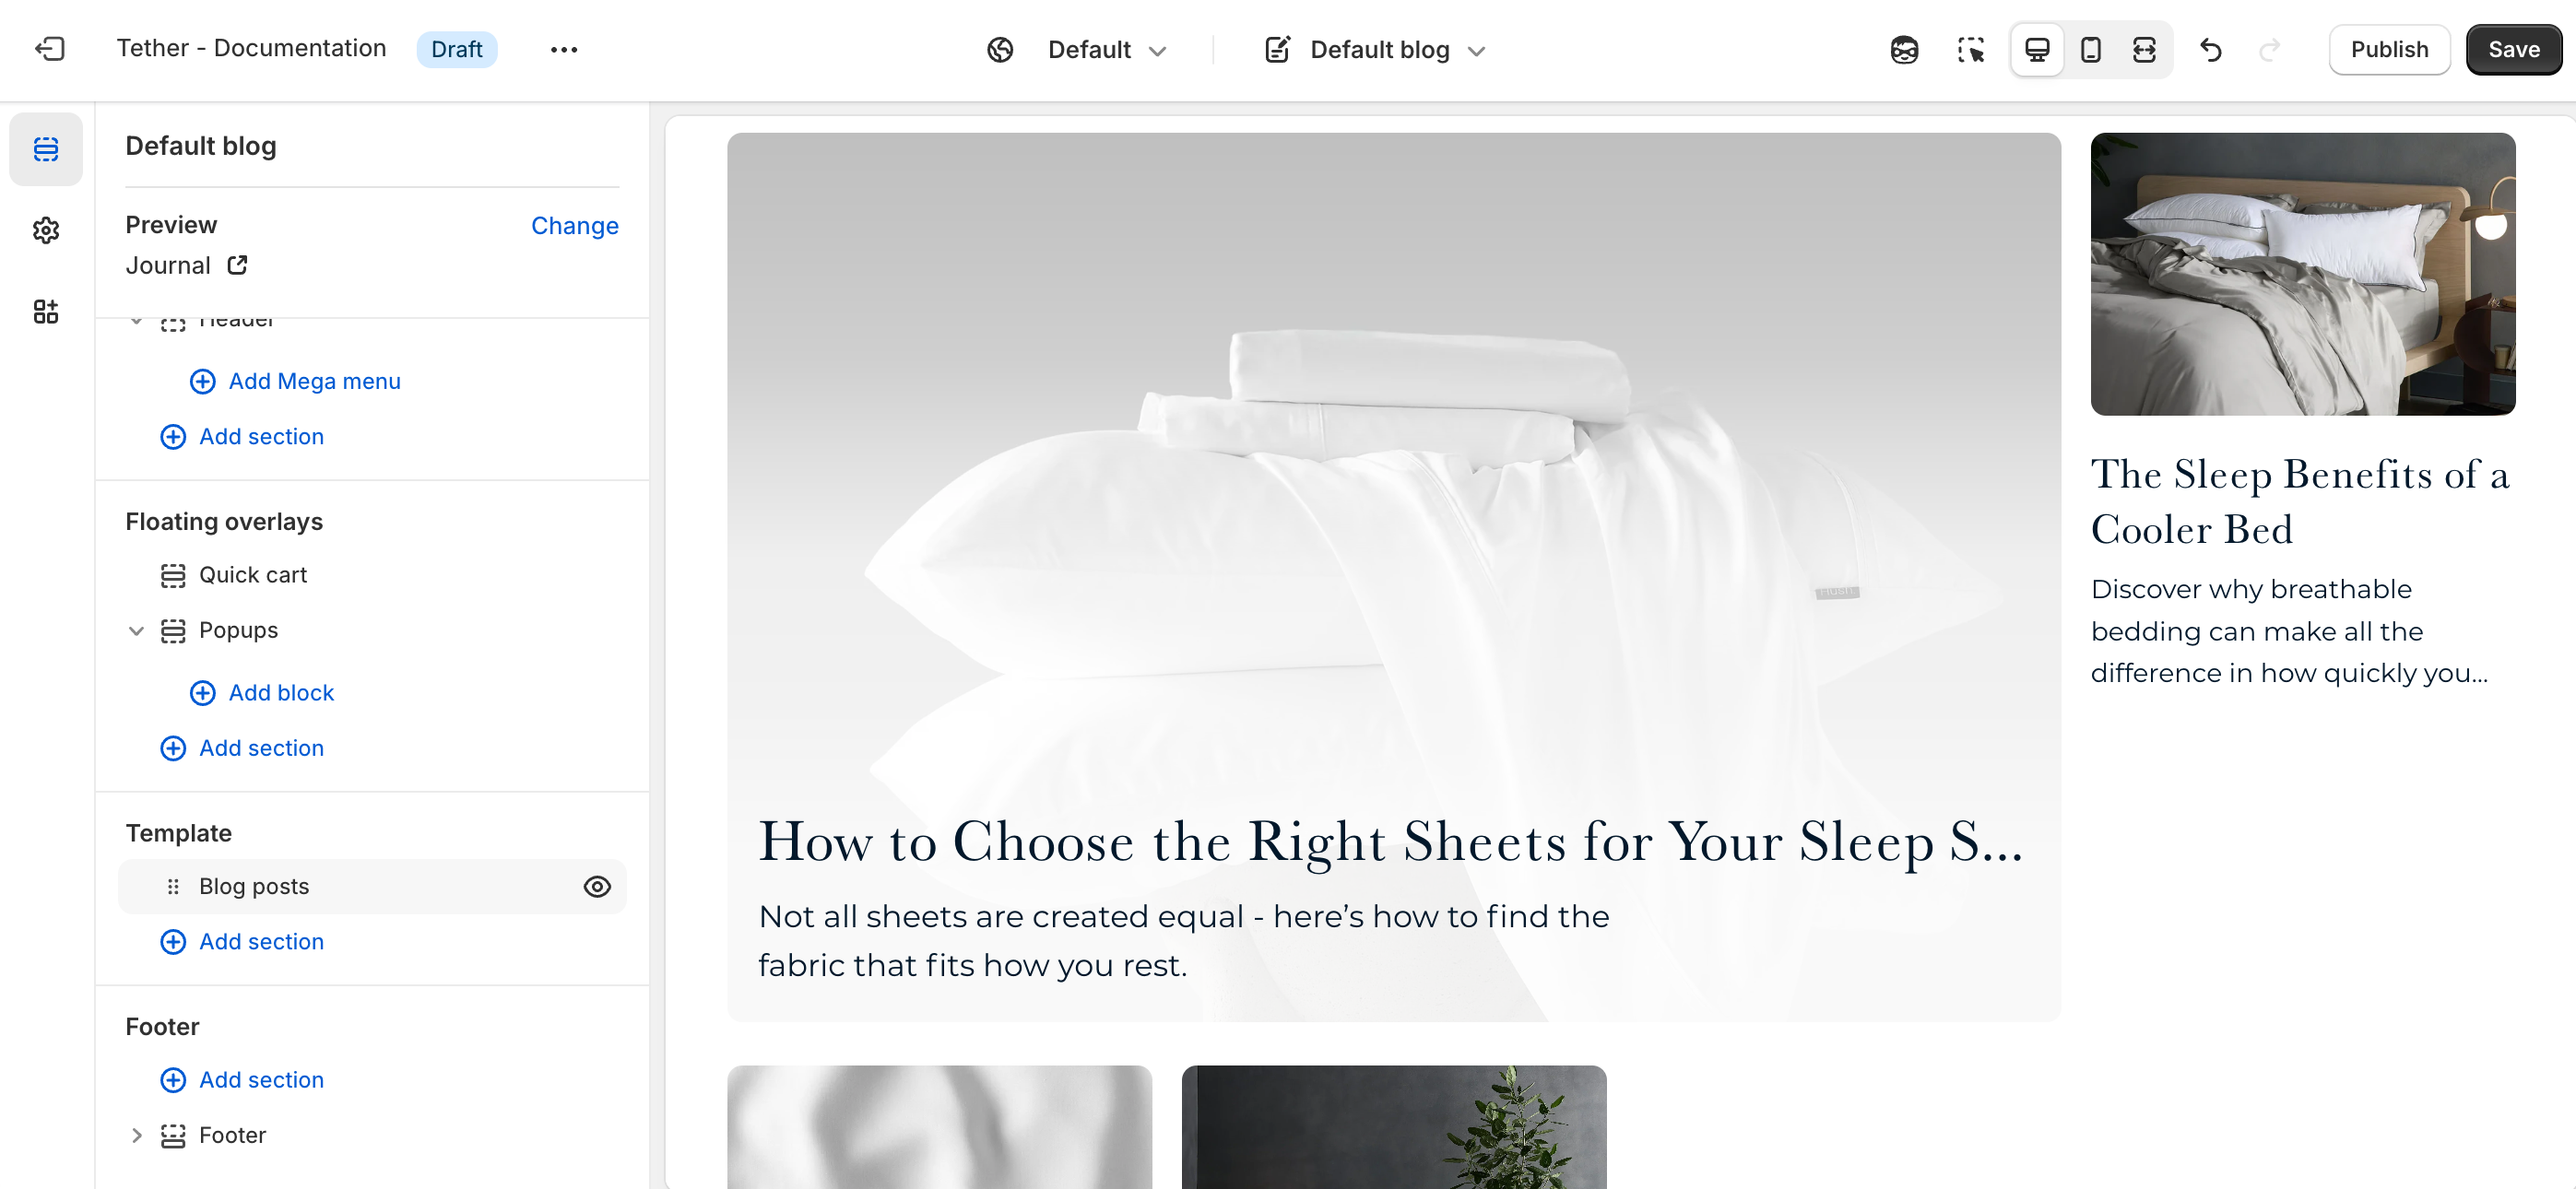 Tether - Documentation
Draft
Default
Default blog
Publish
Save
Default blog
Preview
Change
Journal
Header
Add Mega menu
Add section
Floating overlays
Quick cart
Popups
Add block
Add section
Template
Blog posts
Add section
Footer
Add section
Footer
Hush
How to Choose the Right Sheets for Your Sleep S...
Not all sheets are created equal - here’s how to find the
fabric that fits how you rest.
The Sleep Benefits of a
Cooler Bed
Discover why breathable
bedding can make all the
difference in how quickly you...